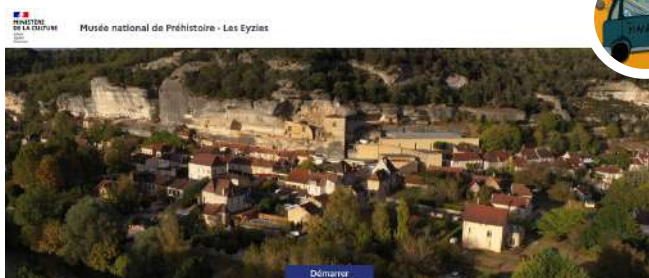 MINISTÈRE
DE LA CULTURE
Musée national de Préhistoire - Les Eyzies
Démarrer